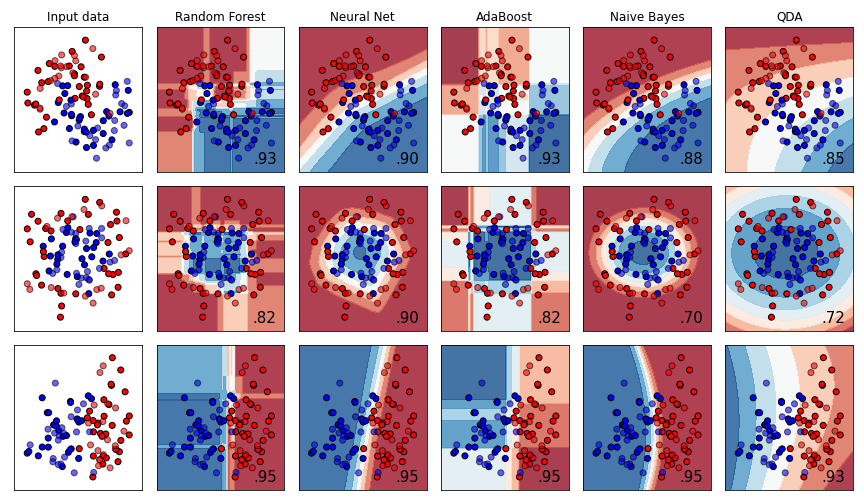 Input data Random Forest Neural Net AdaBoost Naive Bayes QDA
.93 .90 .93 .88 .85
.82 .90 .82 .70 .72
.95 .95 .95 .95 .93